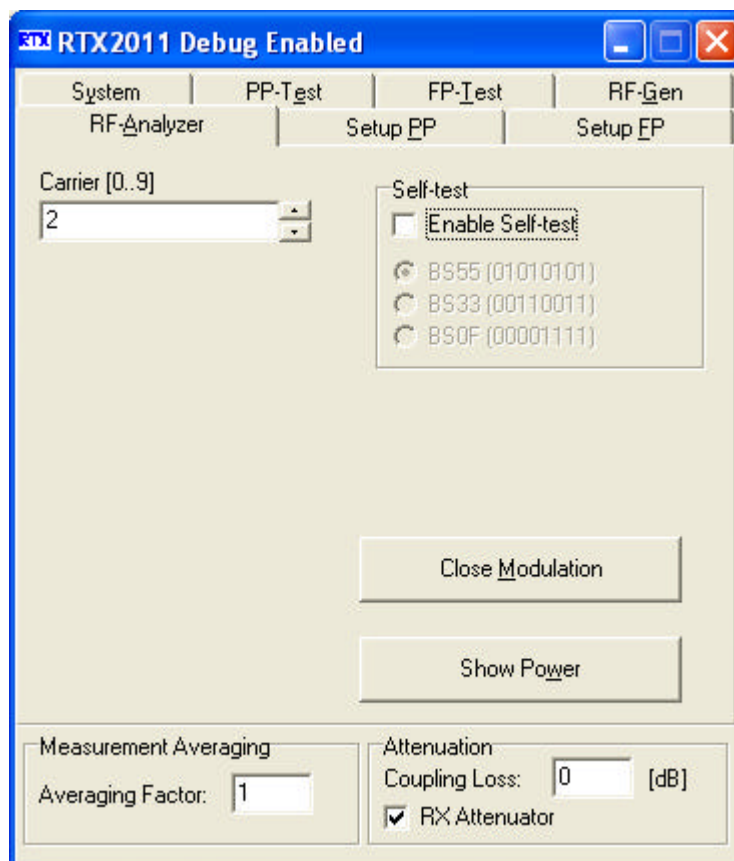 RTX RTX2011 Debug Enabled
System PP-Test FP-Test RF-Gen
RF-Analyzer Setup PP Setup FP
Carrier [0..9]
2
Self-test
Enable Self-test
BS55 (01010101)
BS33 (00110011)
BS0F (00001111)
Close Modulation
Show Power
Measurement Averaging
Averaging Factor: 1
Attenuation
Coupling Loss: 0 [dB]
RX Attenuator